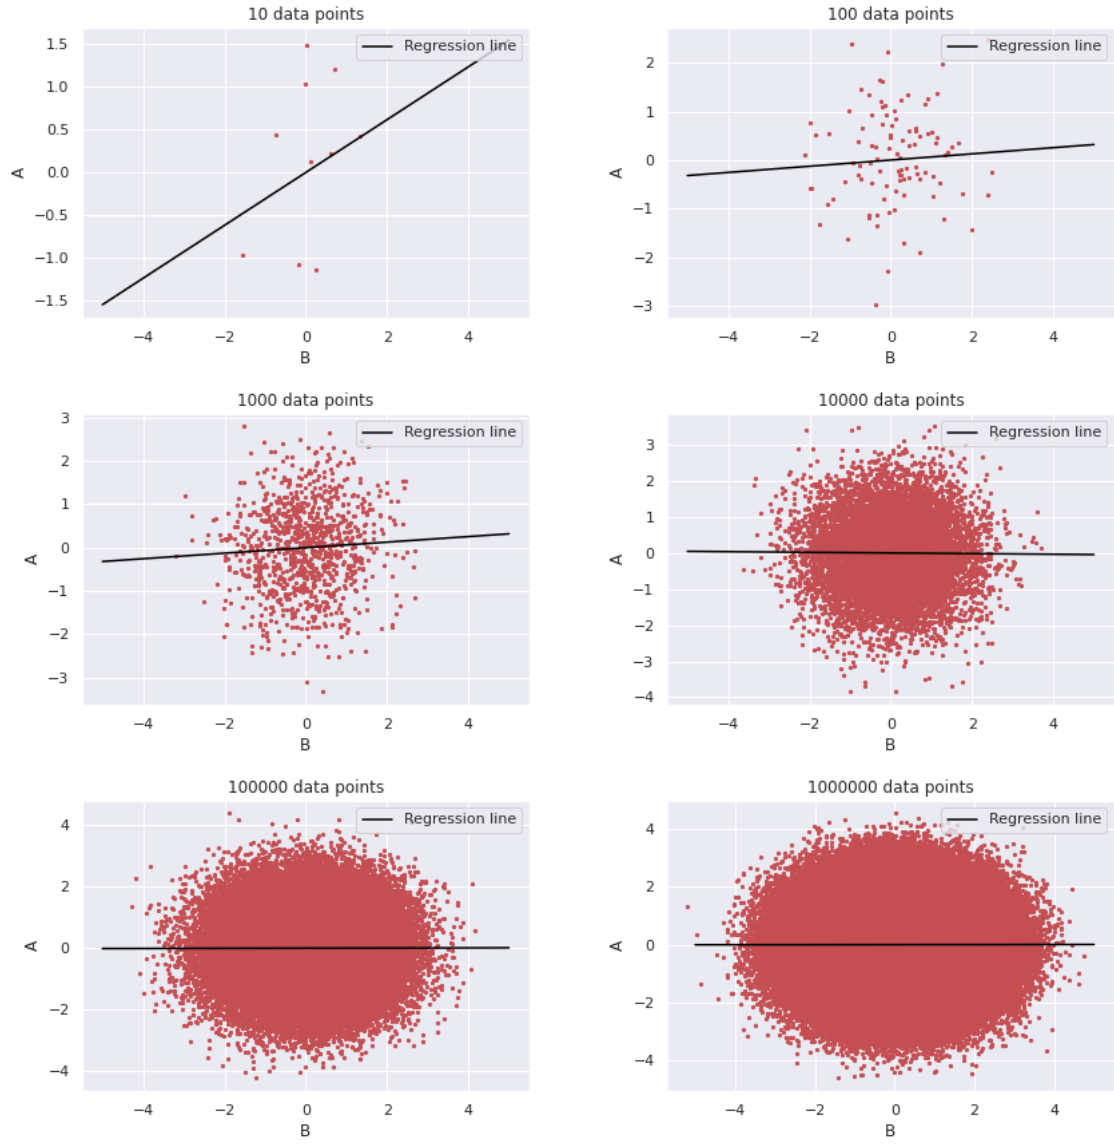 10 data points
Regression line
1.5
1.0
0.5
0.0
−0.5
−1.0
−1.5
A
−4 −2 0 2 4
B
100 data points
Regression line
2
1
0
−1
−2
−3
A
−4 −2 0 2 4
B
1000 data points
Regression line
3
2
1
0
−1
−2
−3
A
−4 −2 0 2 4
B
10000 data points
Regression line
3
2
1
0
−1
−2
−3
−4
A
−4 −2 0 2 4
B
100000 data points
Regression line
4
2
0
−2
−4
A
−4 −2 0 2 4
B
1000000 data points
Regression line
4
2
0
−2
−4
A
−4 −2 0 2 4
B